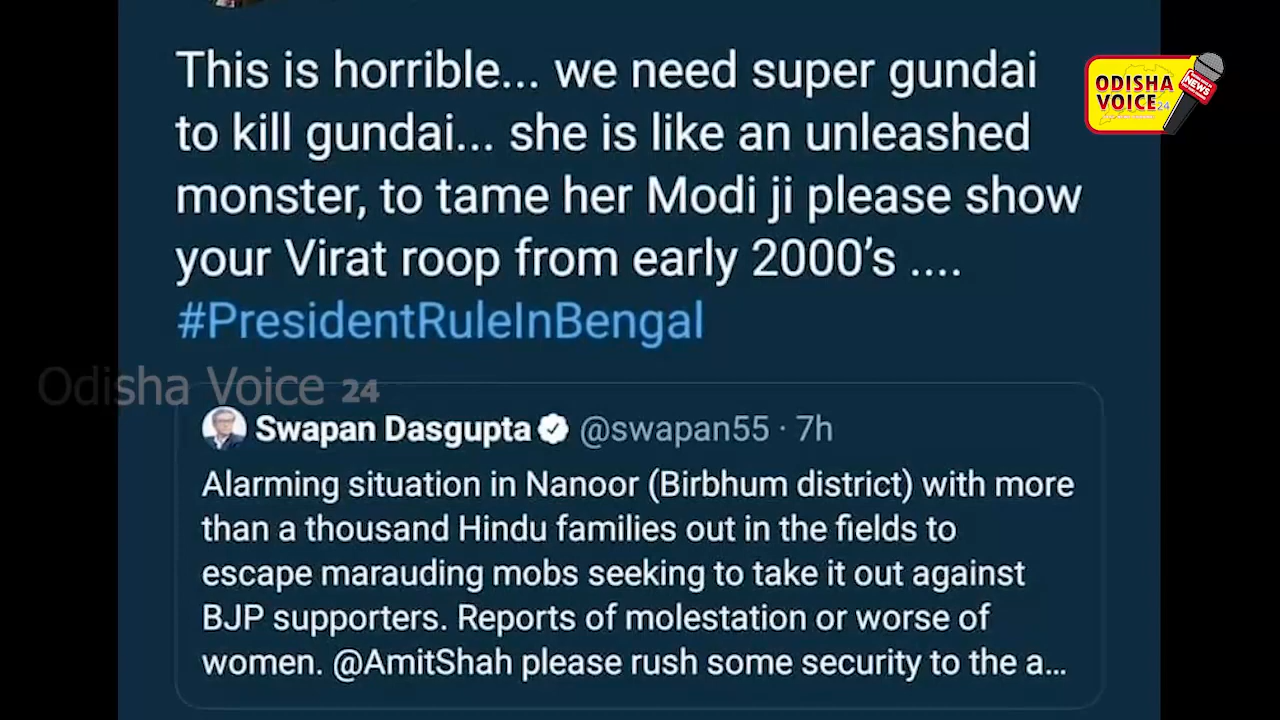 This is horrible... we need super gundai
to kill gundai... she is like an unleashed
monster, to tame her Modi ji please show
your Virat roop from early 2000’s ....
#PresidentRuleInBengal
ODISHA
VOICE 24
NEWS
Odisha Voice 24
Swapan Dasgupta @swapan55 · 7h
Alarming situation in Nanoor (Birbhum district) with more
than a thousand Hindu families out in the fields to
escape marauding mobs seeking to take it out against
BJP supporters. Reports of molestation or worse of
women. @AmitShah please rush some security to the a...